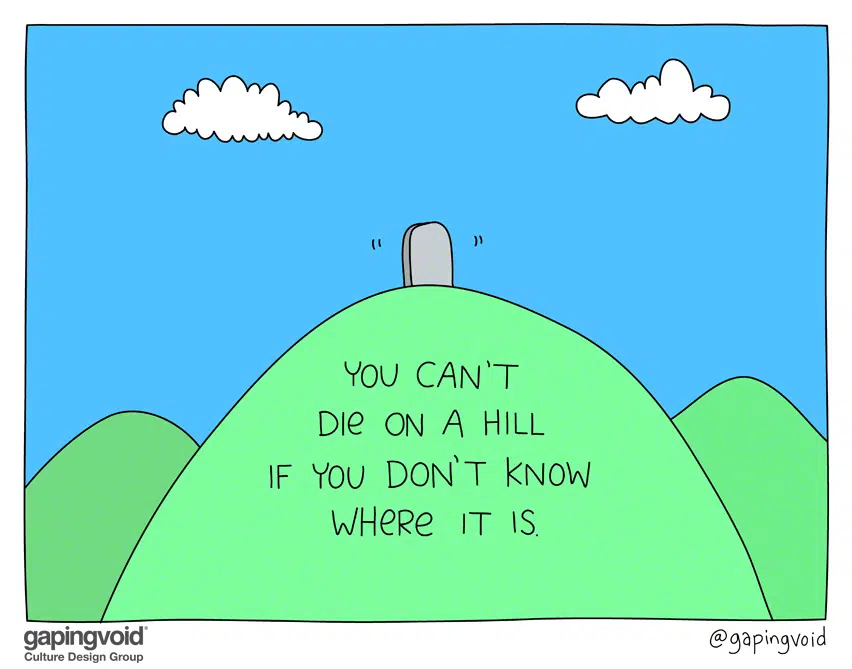 YOU CAN'T
DIE ON A HILL
IF YOU DON'T KNOW
WHERE IT IS.
gapingvoid®
Culture Design Group
@gapingvoid